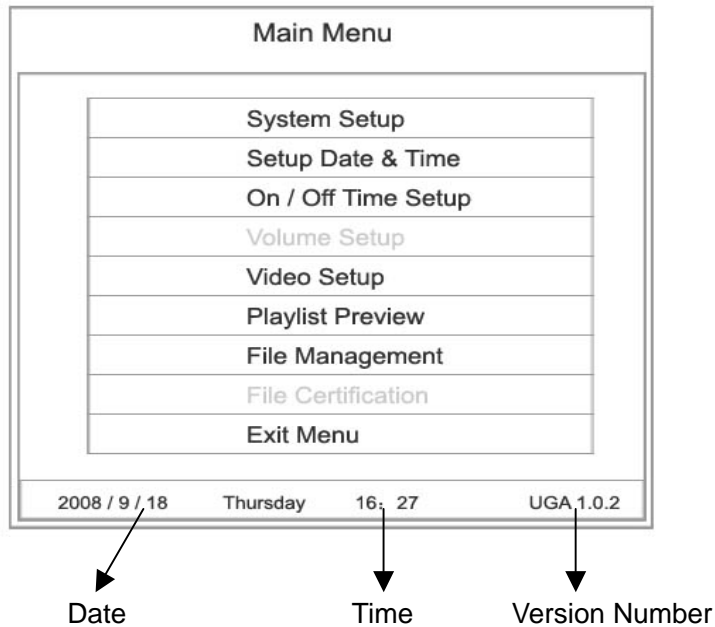 Main Menu
System Setup
Setup Date & Time
On / Off Time Setup
Volume Setup
Video Setup
Playlist Preview
File Management
File Certification
Exit Menu
2008 / 9 / 18 Thursday 16: 27 UGA 1.0.2
Date Time Version Number